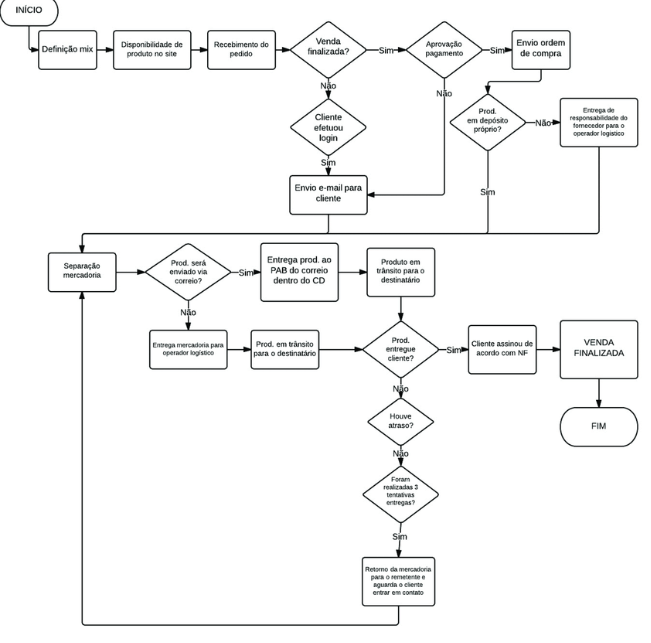 INÍCIO
Definição mix
Disponibilidade de
produto no site
Recebimento do
pedido
Venda
finalizada?
Sim
Aprovação
pagamento
Sim
Envio ordem
de compra
Não
Não
Cliente
efetuou
login
Prod.
em depósito
próprio?
Não
Entrega de
responsabilidade do
fornecedor para o
operador logístico
Sim
Envio e-mail para
cliente
Sim
Separação
mercadoria
Prod. será
enviado via
correio?
Sim
Entrega prod. ao
PAB do correio
dentro do CD
Produto em
trânsito para o
destinatário
Não
Entrega mercadoria para
operador logístico
Prod. em trânsito
para o destinatário
Prod.
entregue
cliente?
Sim
Cliente assinou de
acordo com NF
VENDA
FINALIZADA
Não
FIM
Houve
atraso?
Não
Foram
realizadas 3
tentativas
entregas?
Sim
Retorno da mercadoria
para o remetente e
aguarda o cliente
entrar em contato